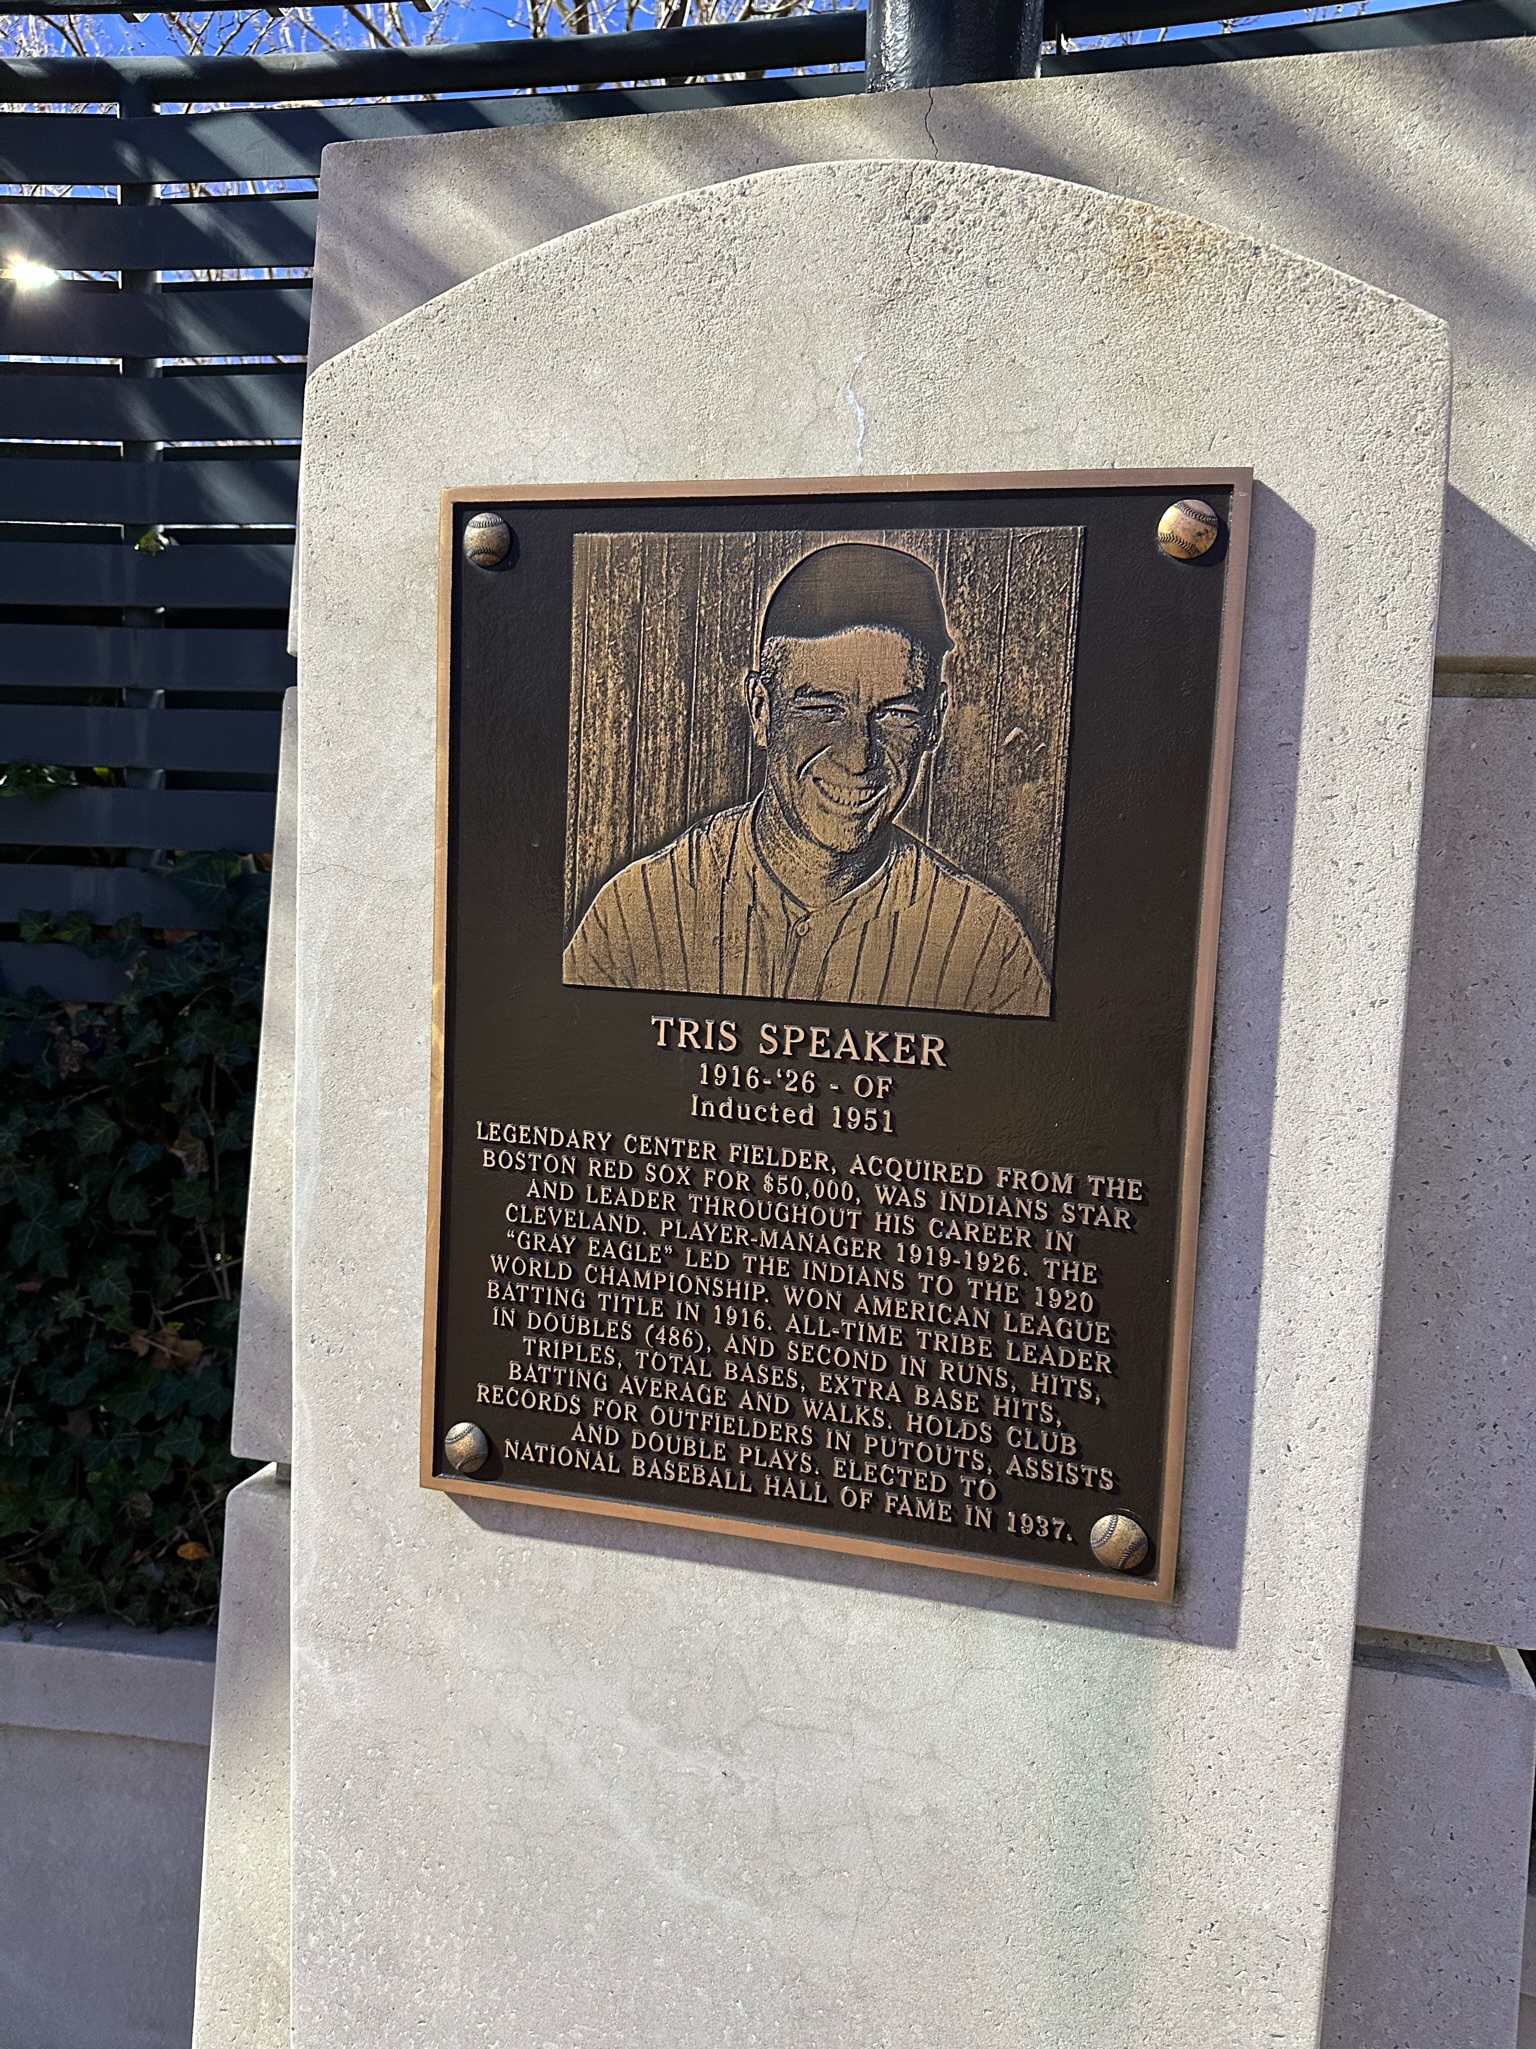 TRIS SPEAKER
1916-‘26 - OF
Inducted 1951
LEGENDARY CENTER FIELDER, ACQUIRED FROM THE
BOSTON RED SOX FOR $50,000, WAS INDIANS STAR
AND LEADER THROUGHOUT HIS CAREER IN
CLEVELAND. PLAYER-MANAGER 1919-1926. THE
“GRAY EAGLE” LED THE INDIANS TO THE 1920
WORLD CHAMPIONSHIP. WON AMERICAN LEAGUE
BATTING TITLE IN 1916. ALL-TIME TRIBE LEADER
IN DOUBLES (486), AND SECOND IN RUNS, HITS,
TRIPLES, TOTAL BASES, EXTRA BASE HITS,
BATTING AVERAGE AND WALKS. HOLDS CLUB
RECORDS FOR OUTFIELDERS IN PUTOUTS, ASSISTS
AND DOUBLE PLAYS. ELECTED TO
NATIONAL BASEBALL HALL OF FAME IN 1937.